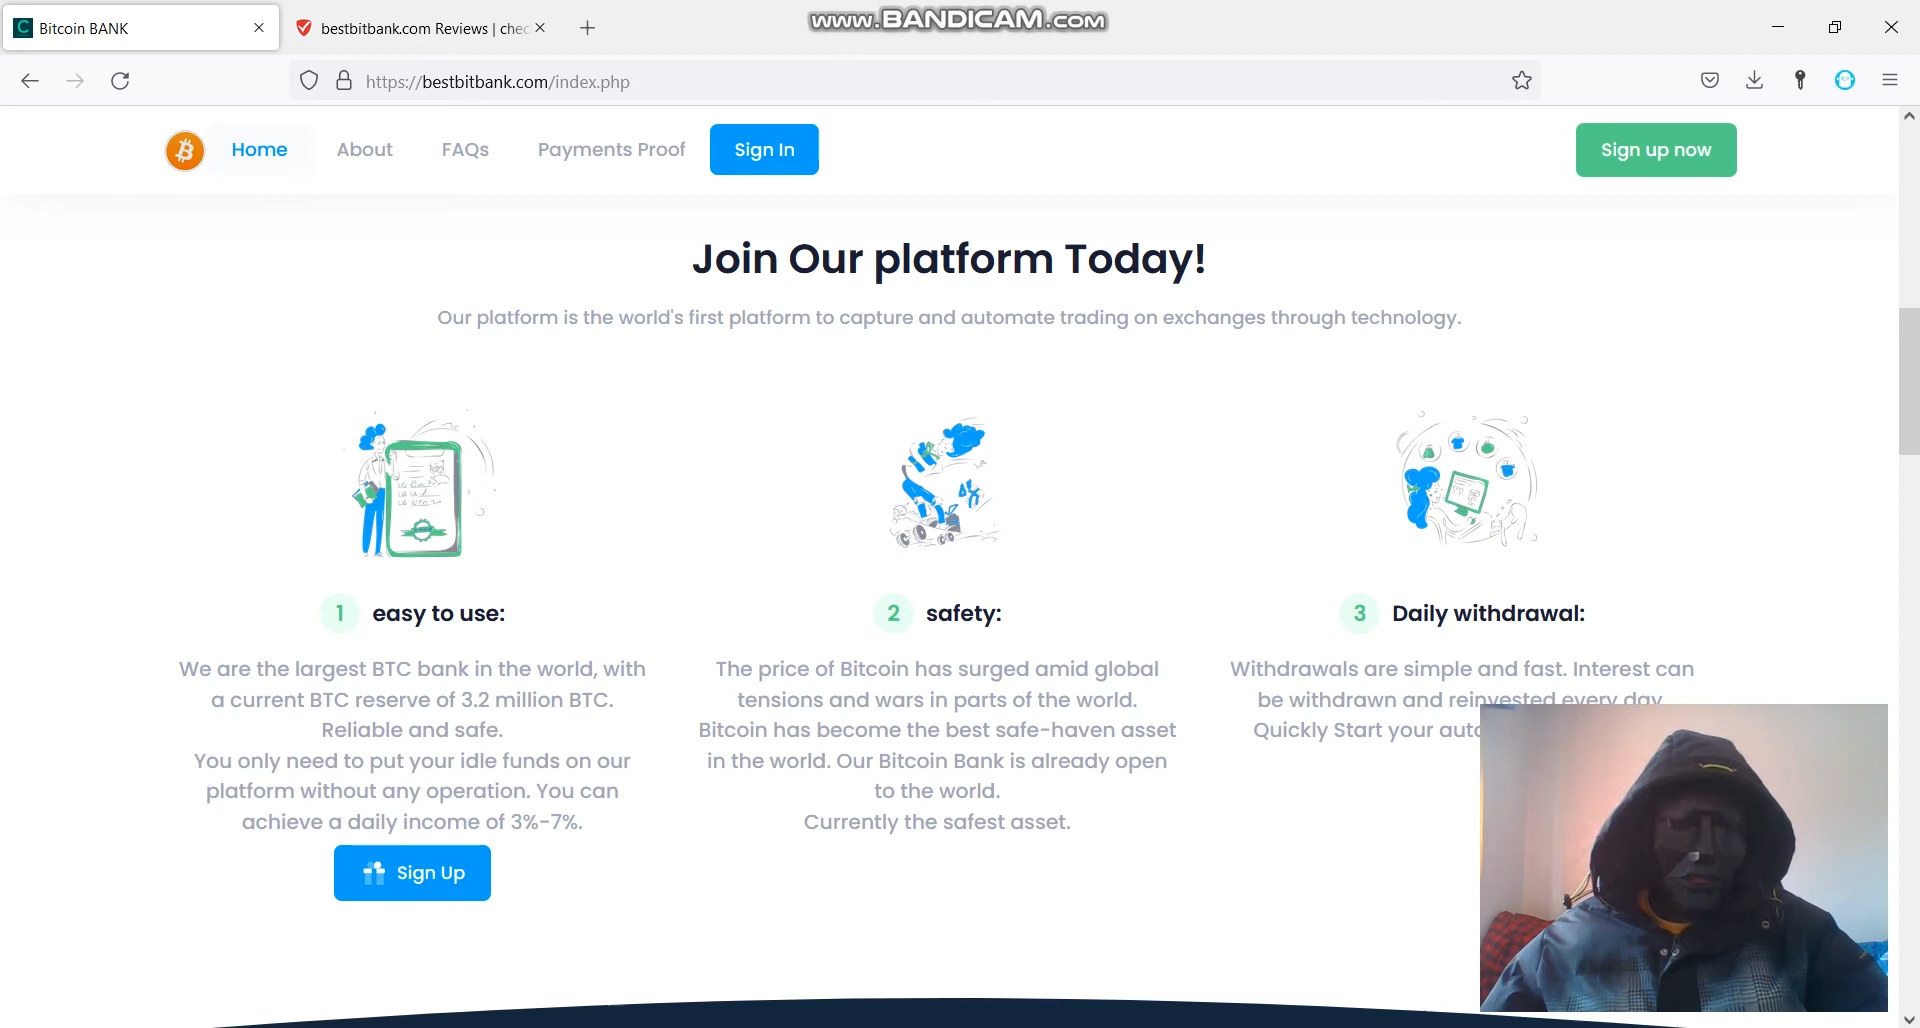 Bitcoin BANK
bestbitbank.com Reviews | chec
www.BANDICAM.com
https://bestbitbank.com/index.php
Home
About
FAQs
Payments Proof
Sign In
Sign up now
Join Our platform Today!
Our platform is the world's first platform to capture and automate trading on exchanges through technology.
1 easy to use:
We are the largest BTC bank in the world, with
a current BTC reserve of 3.2 million BTC.
Reliable and safe.
You only need to put your idle funds on our
platform without any operation. You can
achieve a daily income of 3%-7%.
Sign Up
2 safety:
The price of Bitcoin has surged amid global
tensions and wars in parts of the world.
Bitcoin has become the best safe-haven asset
in the world. Our Bitcoin Bank is already open
to the world.
Currently the safest asset.
3 Daily withdrawal:
Withdrawals are simple and fast. Interest can
be withdrawn and reinvested every day
Quickly Start your